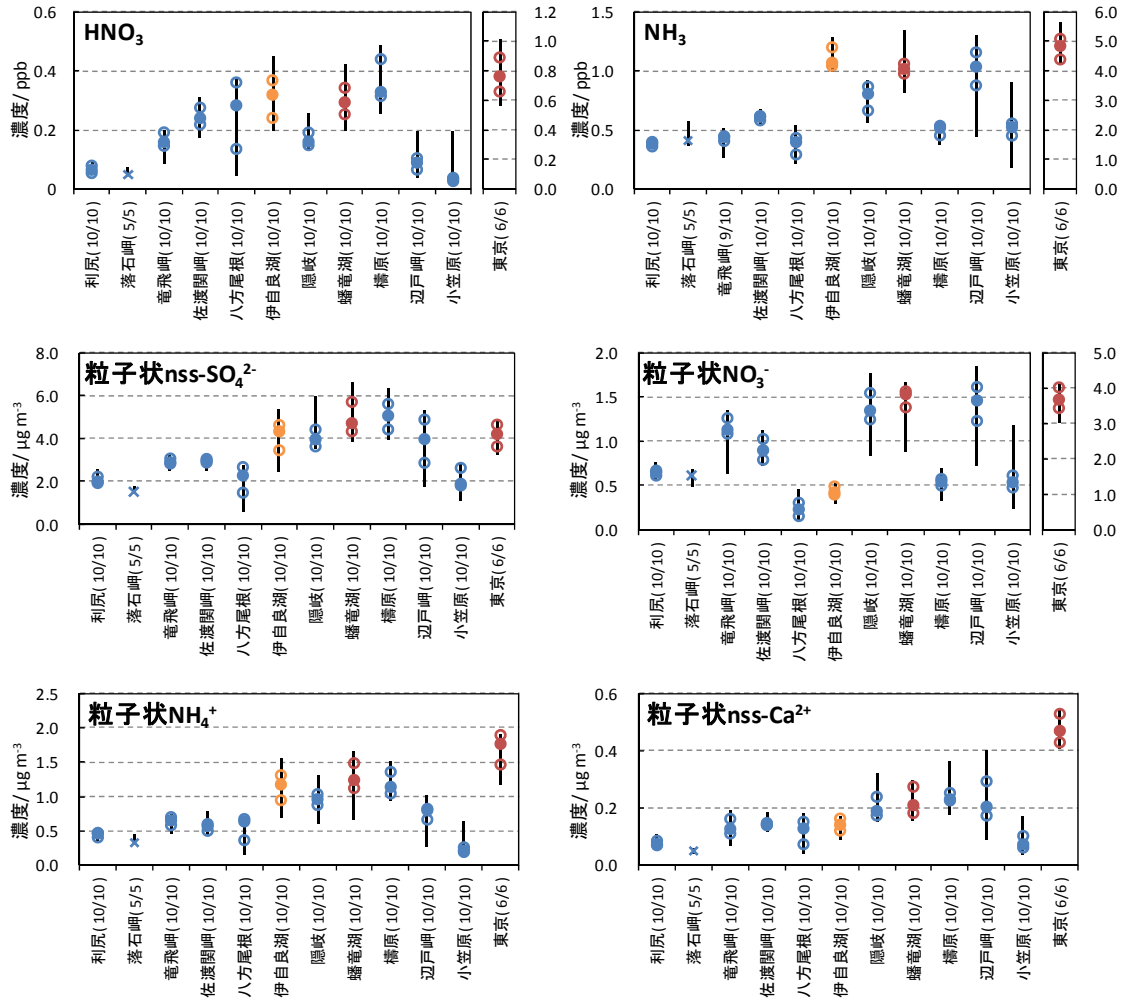 HNO₃
濃度/ ppb
0.6
0.4
0.2
0
1.2
1.0
0.8
0.6
0.4
0.2
0.0
利尻(10/10)
落石岬(5/5)
竜飛岬(10/10)
佐渡関岬(10/10)
八方尾根(10/10)
伊自良湖(10/10)
隠岐(10/10)
蟠竜湖(10/10)
檮原(10/10)
辺戸岬(10/10)
小笠原(10/10)
東京(6/6)
NH₃
濃度/ ppb
1.5
1.0
0.5
0.0
6.0
5.0
4.0
3.0
2.0
1.0
0.0
利尻(10/10)
落石岬(5/5)
竜飛岬(9/10)
佐渡関岬(10/10)
八方尾根(10/10)
伊自良湖(10/10)
隠岐(10/10)
蟠竜湖(10/10)
檮原(10/10)
辺戸岬(10/10)
小笠原(10/10)
東京(6/6)
粒子状nss-SO₄²⁻
濃度/ μg m⁻³
8.0
6.0
4.0
2.0
0.0
利尻(10/10)
落石岬(5/5)
竜飛岬(10/10)
佐渡関岬(10/10)
八方尾根(10/10)
伊自良湖(10/10)
隠岐(10/10)
蟠竜湖(10/10)
檮原(10/10)
辺戸岬(10/10)
小笠原(10/10)
東京(6/6)
粒子状NO₃⁻
濃度/ μg m⁻³
2.0
1.5
1.0
0.5
0.0
5.0
4.0
3.0
2.0
1.0
0.0
利尻(10/10)
落石岬(5/5)
竜飛岬(10/10)
佐渡関岬(10/10)
八方尾根(10/10)
伊自良湖(10/10)
隠岐(10/10)
蟠竜湖(10/10)
檮原(10/10)
辺戸岬(10/10)
小笠原(10/10)
東京(6/6)
粒子状NH₄⁺
濃度/ μg m⁻³
2.5
2.0
1.5
1.0
0.5
0.0
利尻(10/10)
落石岬(5/5)
竜飛岬(10/10)
佐渡関岬(10/10)
八方尾根(10/10)
伊自良湖(10/10)
隠岐(10/10)
蟠竜湖(10/10)
檮原(10/10)
辺戸岬(10/10)
小笠原(10/10)
東京(6/6)
粒子状nss-Ca²⁺
濃度/ μg m⁻³
0.6
0.4
0.2
0.0
利尻(10/10)
落石岬(5/5)
竜飛岬(10/10)
佐渡関岬(10/10)
八方尾根(10/10)
伊自良湖(10/10)
隠岐(10/10)
蟠竜湖(10/10)
檮原(10/10)
辺戸岬(10/10)
小笠原(10/10)
東京(6/6)